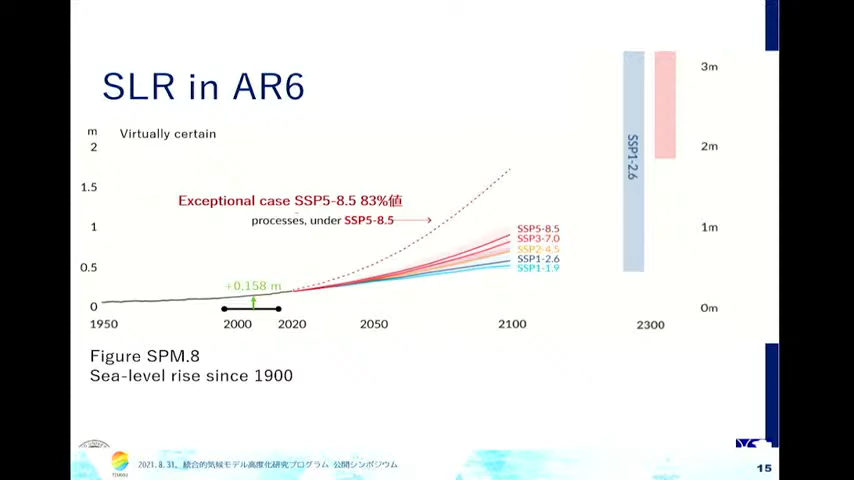 SLR in AR6
m
Virtually certain
2
1.5
1
0.5
0
Exceptional case SSP5-8.5 83%値
processes, under SSP5-8.5
+0.158 m
SSP5-8.5
SSP3-7.0
SSP2-4.5
SSP1-2.6
SSP1-1.9
1950
2000
2020
2050
2100
SSP1-2.6
3m
2m
1m
0m
2300
Figure SPM.8
Sea-level rise since 1900
2021.8.31、統合的気候モデル高度化研究プログラム 公開シンポジウム
15